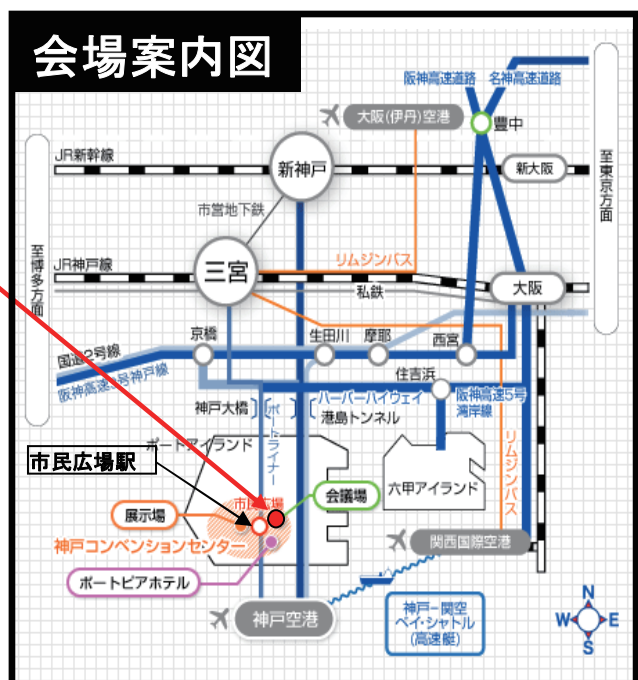 会場案内図
阪神高速道路
名神高速道路
大阪(伊丹)空港
豊中
JR新幹線
新神戸
新大阪
至東京方面
市営地下鉄
至博多方面
JR神戸線
三宮
リムジンバス
私鉄
大阪
国道2号線
京橋
生田川
摩耶
西宮
阪神高速3号神戸線
住吉浜
神戸大橋
ポートライナー
ハーバーハイウェイ
港島トンネル
阪神高速5号
湾岸線
ポートアイランド
市民広場駅
リムジンバス
六甲アイランド
展示場
市民広場
会議場
神戸コンベンションセンター
関西国際空港
ポートピアホテル
神戸空港
神戸−関空
ベイ・シャトル
(高速艇)
N
W
E
S